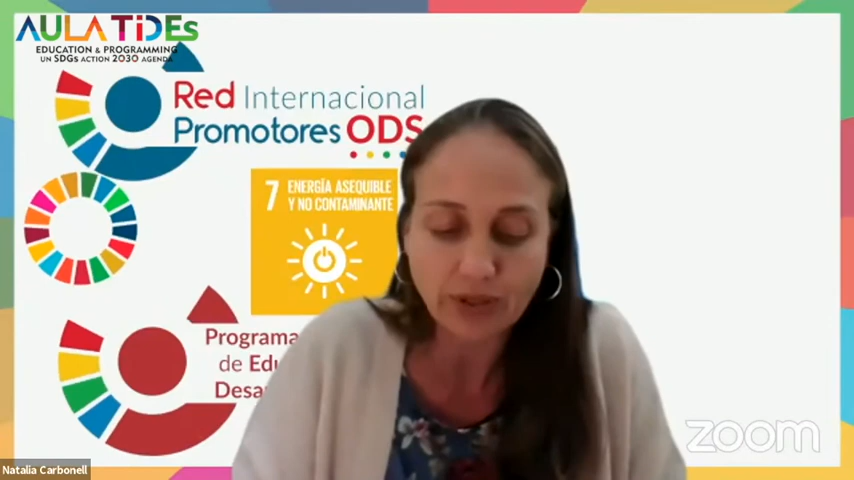 AULA TiDEs
EDUCATION & PROGRAMMING
UN SDGs ACTION 2030 AGENDA
Red Internacional
Promotores ODS
7 ENERGÍA ASEQUIBLE
Y NO CONTAMINANTE
Programa
de Edu
Desa
zoom
Natalia Carbonell